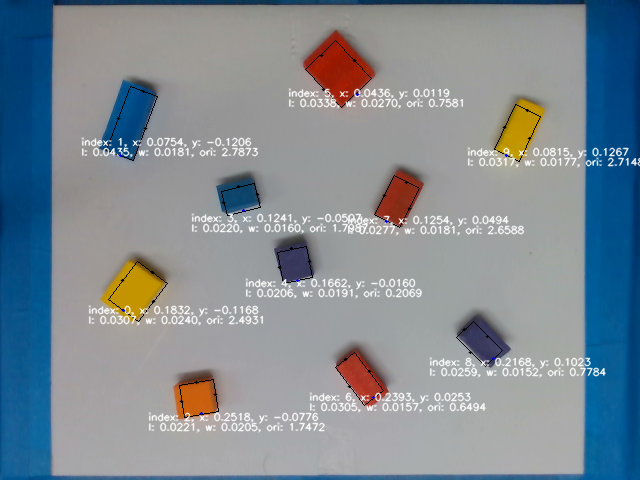 index: 5, x: 0.0436, y: 0.0119
l: 0.0338, w: 0.0270, ori: 0.7581
index: 1, x: 0.0754, y: -0.1206
l: 0.0435, w: 0.0181, ori: 2.7873
index: 9, x: 0.0815, y: 0.1267
l: 0.0317, w: 0.0177, ori: 2.7148
index: 3, x: 0.1241, y: -0.0507
l: 0.0220, w: 0.0160, ori:
index: 7, x: 0.1254, y: 0.0494
0.0277, w: 0.0181, ori: 2.6588
index: 4, x: 0.1662, y: -0.0160
l: 0.0206, w: 0.0191, ori: 0.2069
index: 0, x: 0.1832, y: -0.1168
l: 0.0307, w: 0.0240, ori: 2.4931
index: 8, x: 0.2168, y: 0.1023
l: 0.0259, w: 0.0152, ori: 0.7784
index: 6, x: 0.2393, y: 0.0253
l: 0.0305, w: 0.0157, ori: 0.6494
index: 2, x: 0.2518, y: -0.0776
l: 0.0221, w: 0.0205, ori: 1.7472